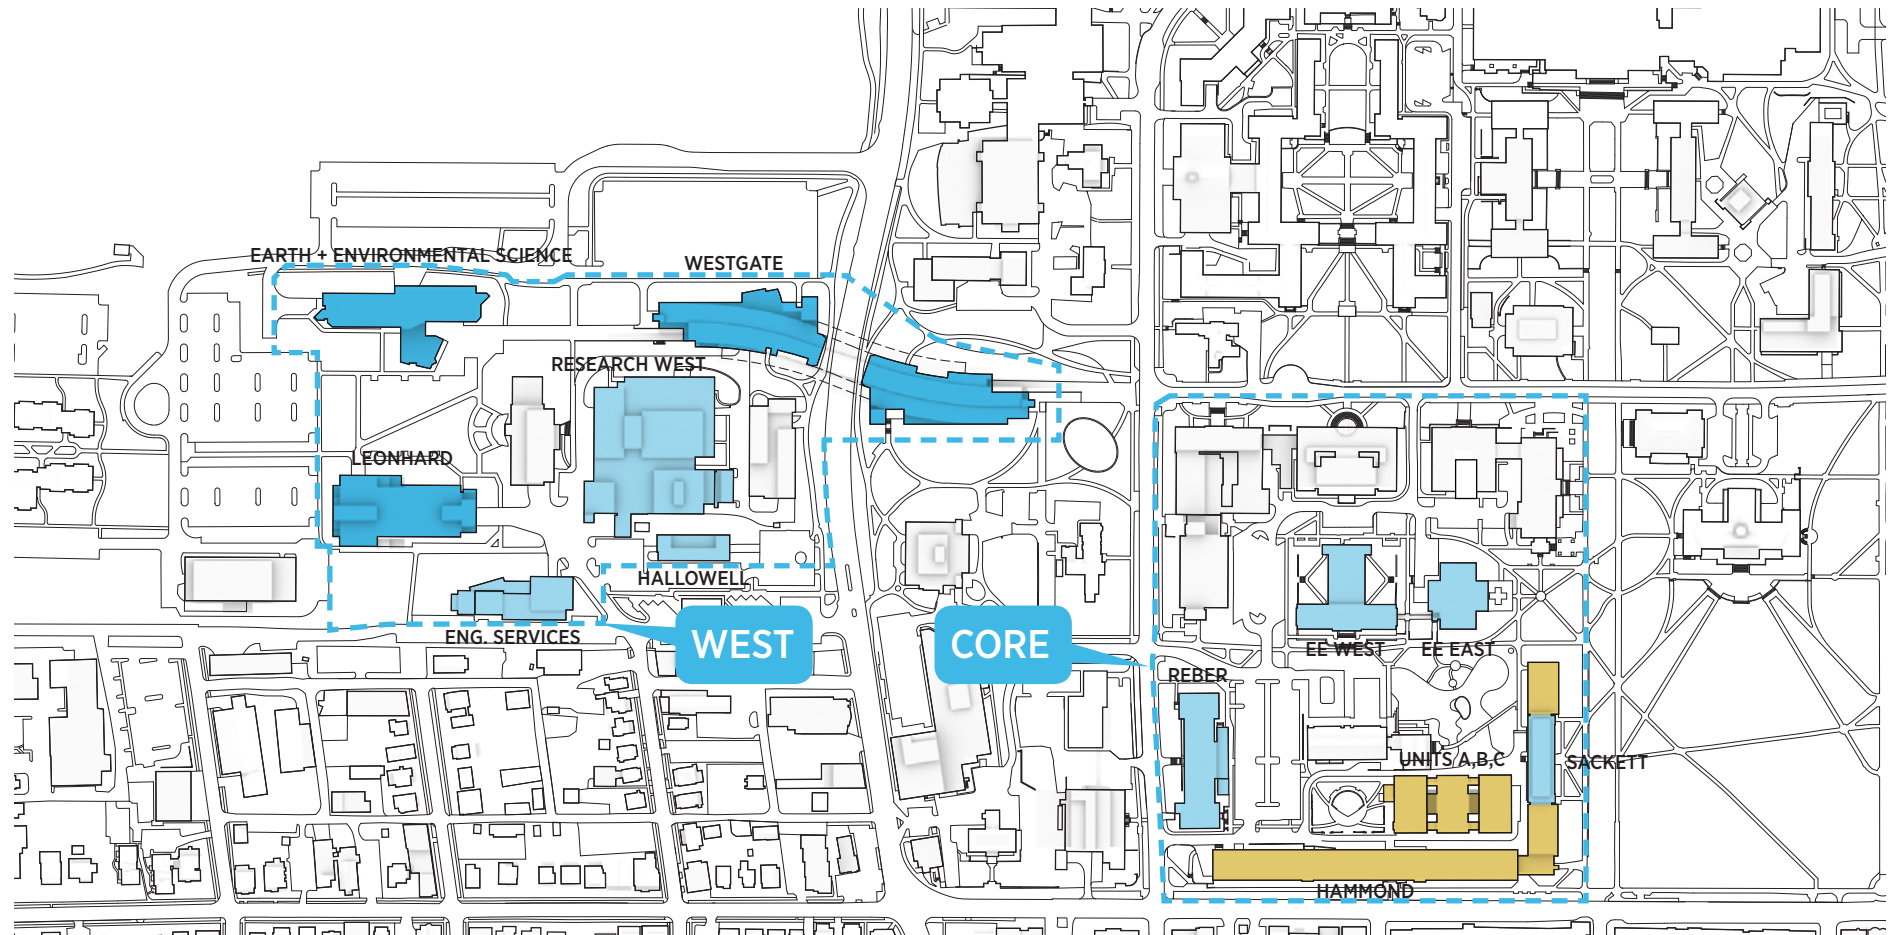 EARTH + ENVIRONMENTAL SCIENCE
WESTGATE
RESEARCH WEST
LEONHARD
HALLOWELL
ENG. SERVICES
WEST
CORE
EE WEST
EE EAST
REBER
UNITS A,B,C
SACKETT
HAMMOND